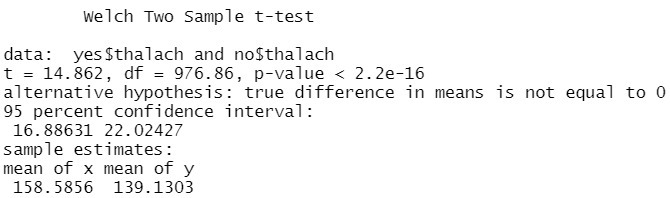 Welch Two Sample t-test
data:  yes$thalach and no$thalach
t = 14.862, df = 976.86, p-value < 2.2e-16
alternative hypothesis: true difference in means is not equal to 0
95 percent confidence interval:
 16.88631 22.02427
sample estimates:
mean of x mean of y
 158.5856  139.1303